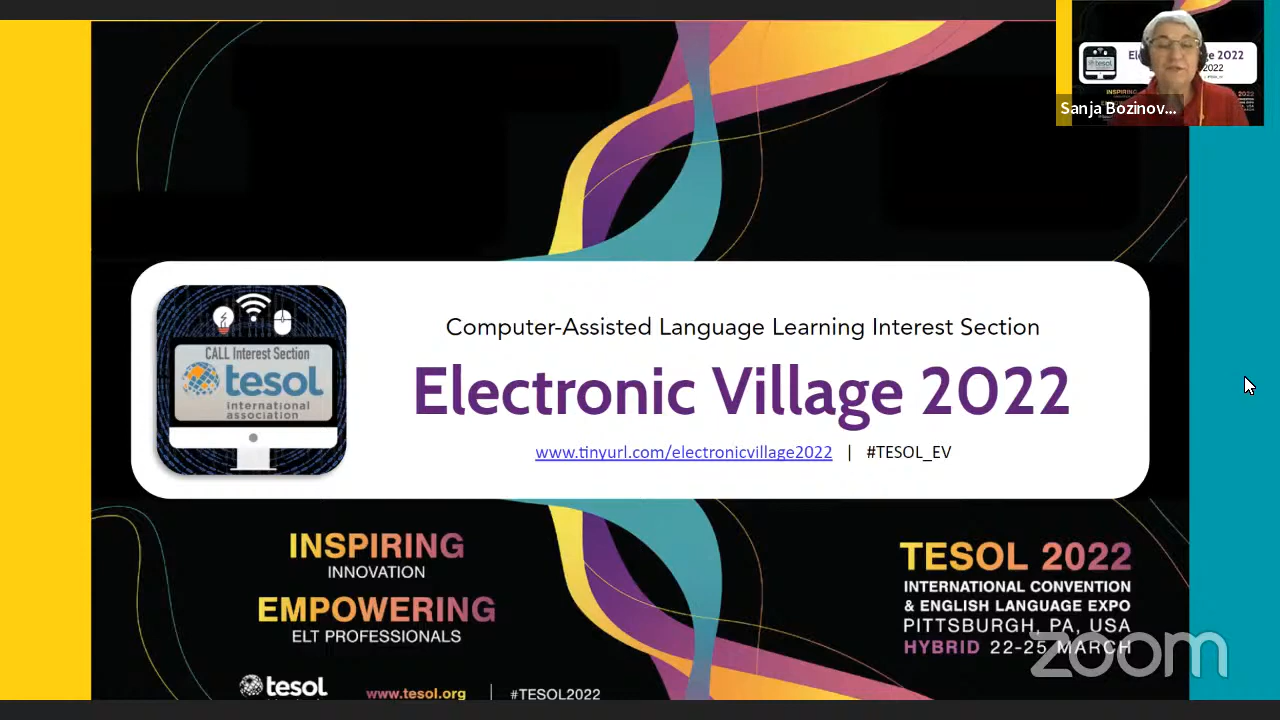 Sanja Bozinov...
Computer-Assisted Language Learning Interest Section
Electronic Village 2022
www.tinyurl.com/electronicvillage2022 | #TESOL_EV
CALL Interest Section
tesol
international
association
INSPIRING
INNOVATION
EMPOWERING
ELT PROFESSIONALS
TESOL 2022
INTERNATIONAL CONVENTION
& ENGLISH LANGUAGE EXPO
PITTSBURGH, PA, USA
HYBRID 22-25 MARCH
zoom
tesol
www.tesol.org | #TESOL2022